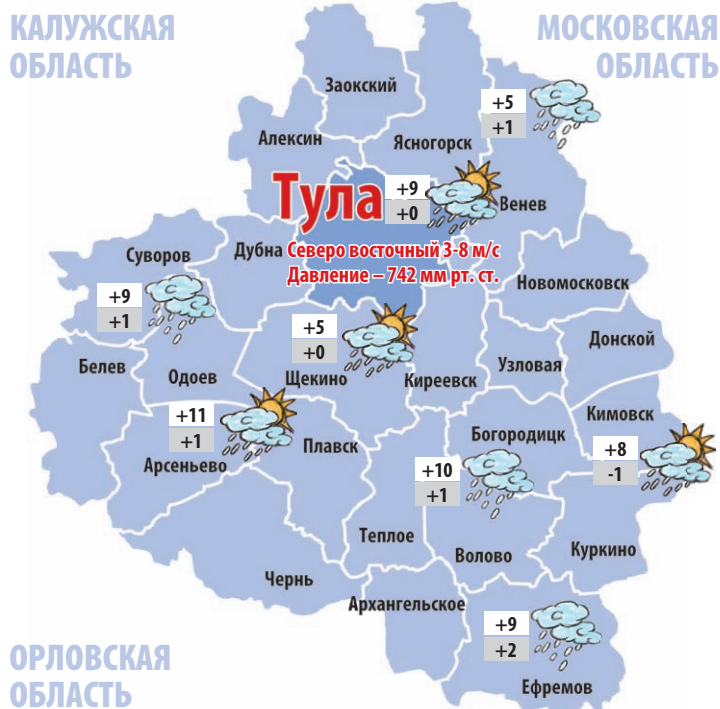 КАЛУЖСКАЯ
ОБЛАСТЬ
МОСКОВСКАЯ
ОБЛАСТЬ
Заокский
+5
+1
Алексин
Ясногорск
Тула
+9
+0
Венев
Суворов
Дубна
Северо восточный 3-8 м/с
Давление – 742 мм рт. ст.
Новомосковск
+9
+1
+5
+0
Донской
Белев
Одоев
Щекино
Киреевск
Узловая
+11
+1
Арсеньево
Плавск
Богородицк
Кимовск
+8
-1
+10
+1
Теплое
Волово
Куркино
Чернь
Архангельское
+9
+2
Ефремов
ОРЛОВСКАЯ
ОБЛАСТЬ